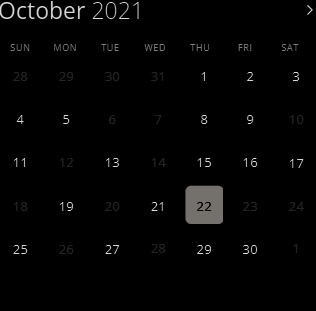 October 2021
SUN MON TUE WED THU FRI SAT
28 29 30 31 1 2 3
4 5 6 7 8 9 10
11 12 13 14 15 16 17
18 19 20 21 22 23 24
25 26 27 28 29 30 1